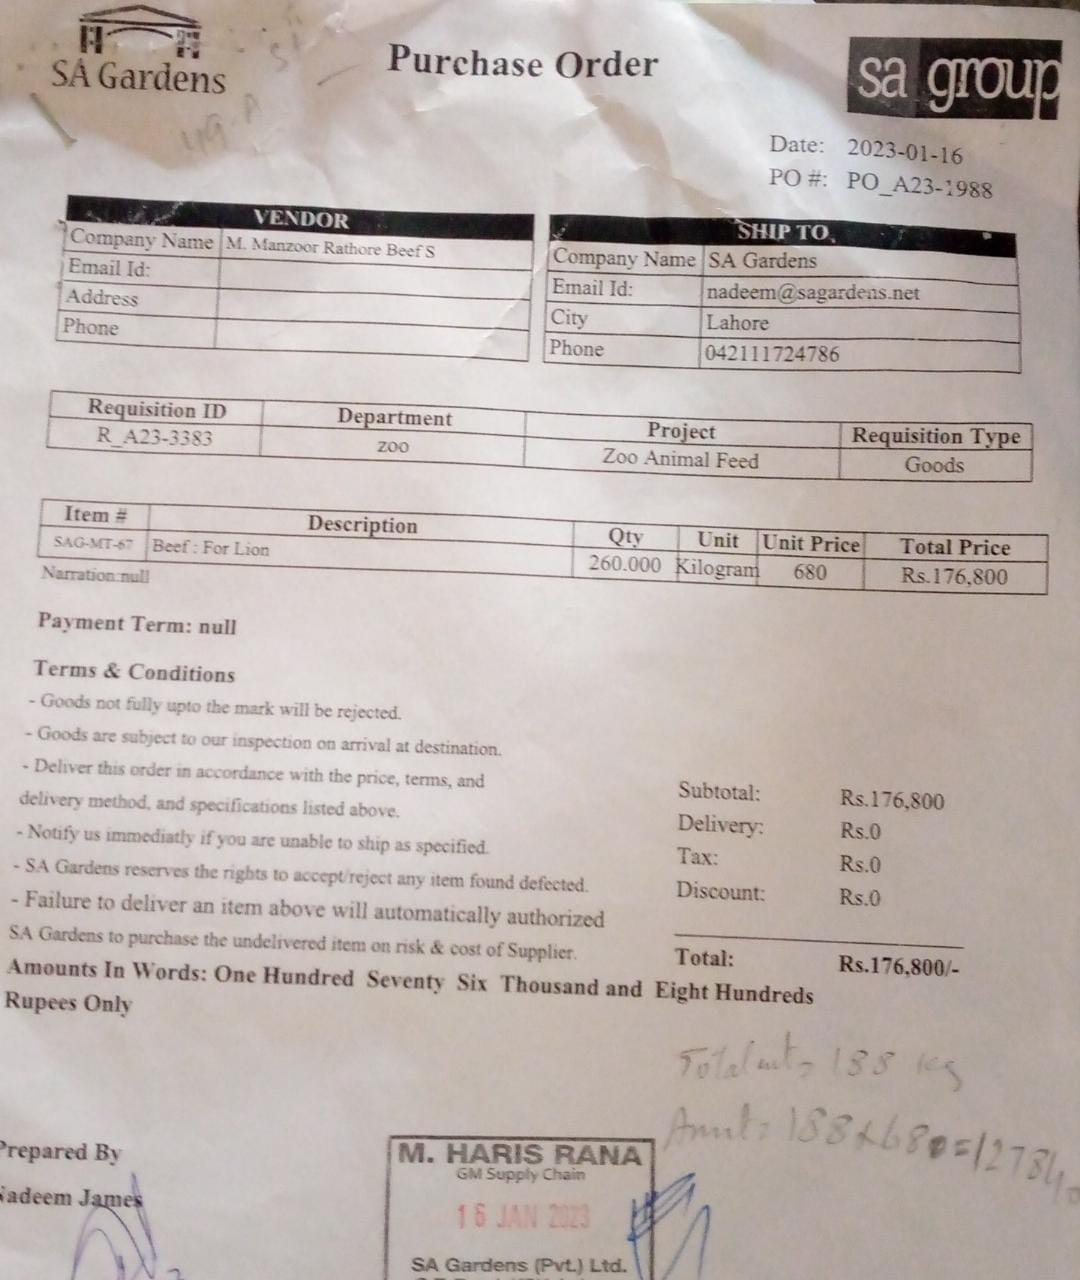 SA Gardens
Purchase Order
sa group
Date: 2023-01-16
PO #: PO_A23-1988
VENDOR
Company Name M. Manzoor Rathore Beef S
Email Id:
Address
Phone
SHIP TO,
Company Name SA Gardens
Email Id: nadeem@sagardens.net
City Lahore
Phone 042111724786
Requisition ID Department Project Requisition Type
R_A23-3383 zoo Zoo Animal Feed Goods
Item # Description Qty Unit Unit Price Total Price
SAG-MT-67 Beef : For Lion 260.000 Kilogram 680 Rs.176,800
Narration:null
Payment Term: null
Terms & Conditions
- Goods not fully upto the mark will be rejected.
- Goods are subject to our inspection on arrival at destination.
- Deliver this order in accordance with the price, terms, and
delivery method, and specifications listed above.
- Notify us immediatly if you are unable to ship as specified.
- SA Gardens reserves the rights to accept/reject any item found defected.
- Failure to deliver an item above will automatically authorized
SA Gardens to purchase the undelivered item on risk & cost of Supplier.
Subtotal: Rs.176,800
Delivery: Rs.0
Tax: Rs.0
Discount: Rs.0
Total: Rs.176,800/-
Amounts In Words: One Hundred Seventy Six Thousand and Eight Hundreds
Rupees Only
Total wt = 188 kg
Amnt = 188x680=12784
Prepared By
Nadeem James
M. HARIS RANA
GM Supply Chain
16 JAN 2023
SA Gardens (Pvt.) Ltd.